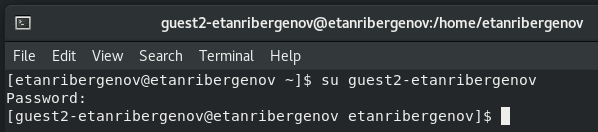 guest2-etanribergenov@etanribergenov:/home/etanribergenov
File Edit View Search Terminal Help
[etanribergenov@etanribergenov ~]$ su guest2-etanribergenov
Password:
[guest2-etanribergenov@etanribergenov etanribergenov]$